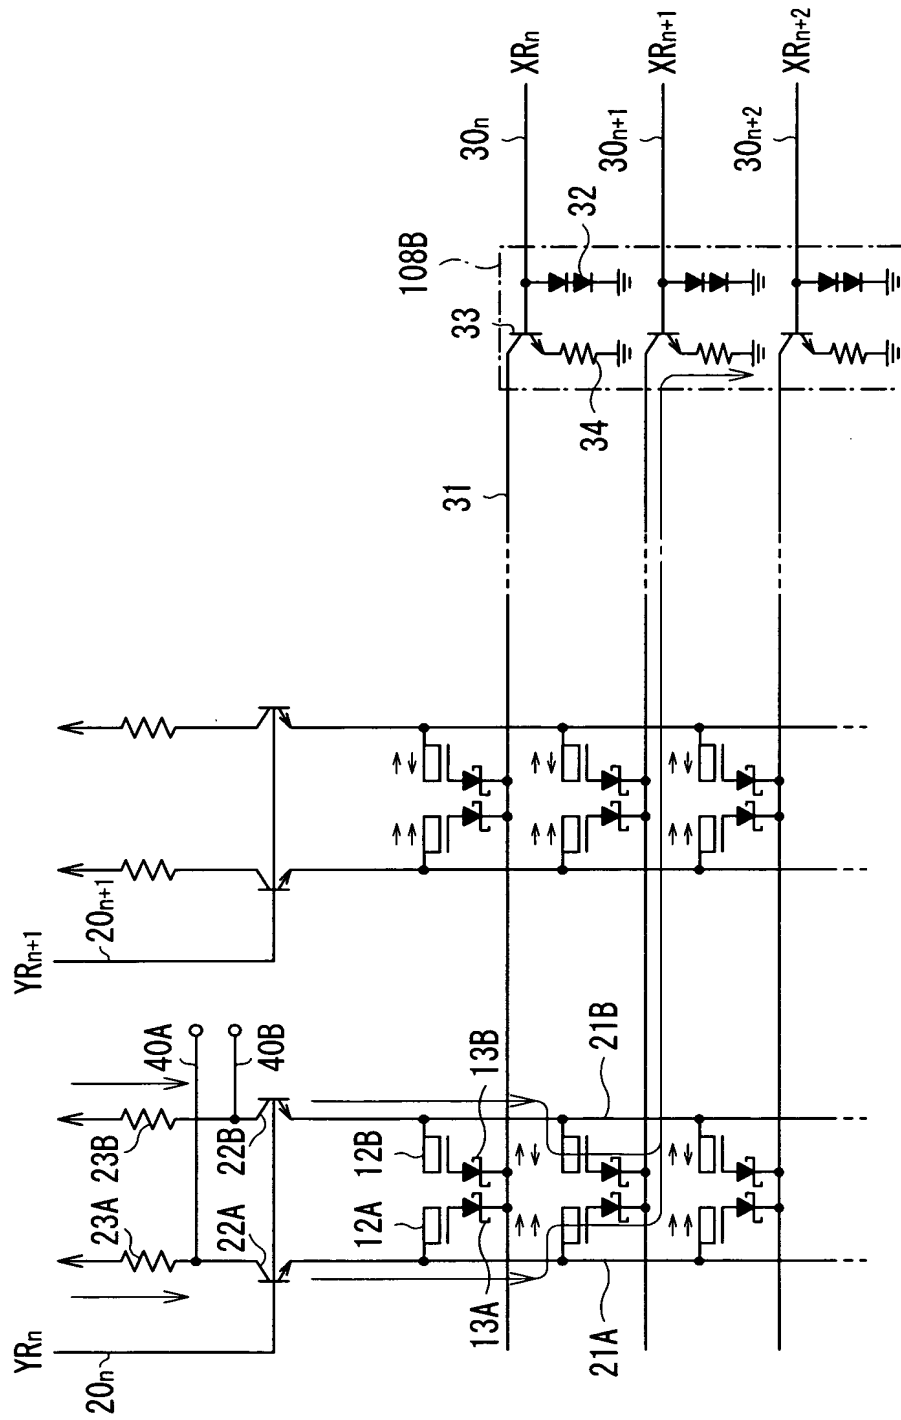 YRn
20n
23A
23B
40A
40B
22A
22B
YRn+1
20n+1
12A
12B
13A
13B
21A
21B
31
108B
33
34
32
30n
XRn
30n+1
XRn+1
30n+2
XRn+2